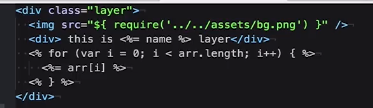 <div class="layer">
<img src="${ require('../../assets/bg.png') }" />
<div> this is <%= name %> layer</div>
<% for (var i = 0; i < arr.length; i++) { %>
<%= arr[i] %>
<% } %>
</div>